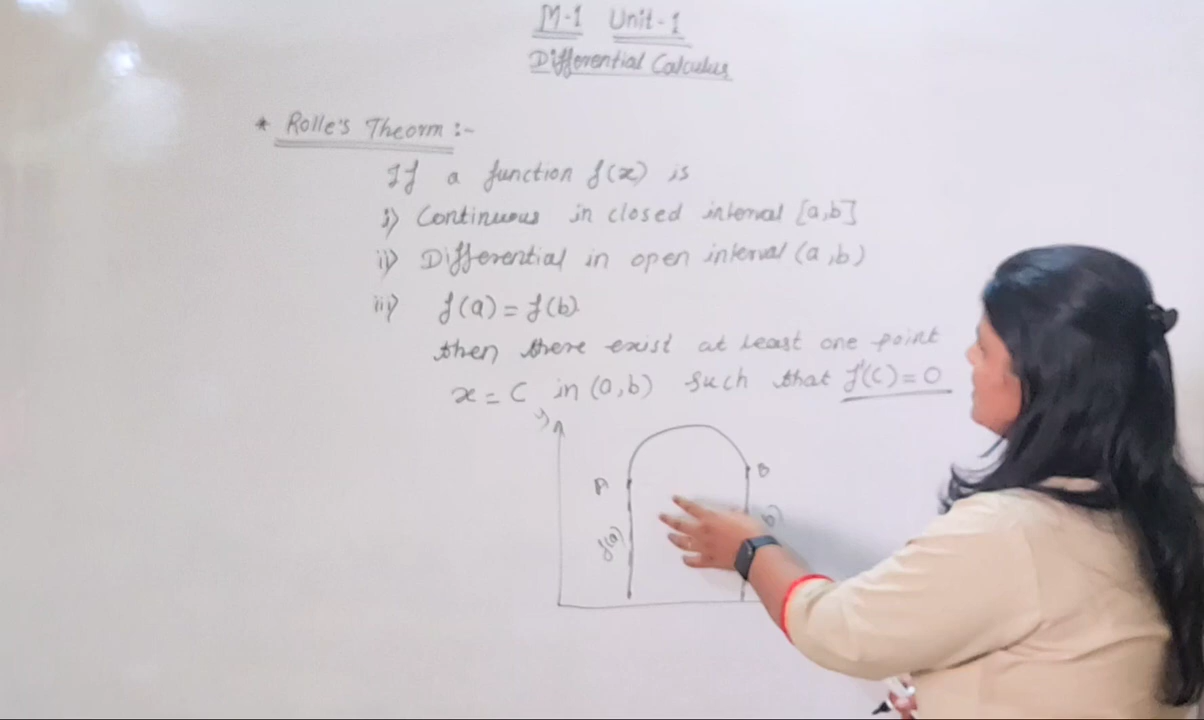 M-1 Unit-1
Differential Calculus
* Rolle's Theorm :-
If a function f(x) is
i) Continuous in closed interval [a,b]
ii) Differential in open interval (a,b)
iii) f(a) = f(b)
then there exist at least one point
x = C in (a,b) such that f'(C) = 0
y
A
B
f(a)
b)